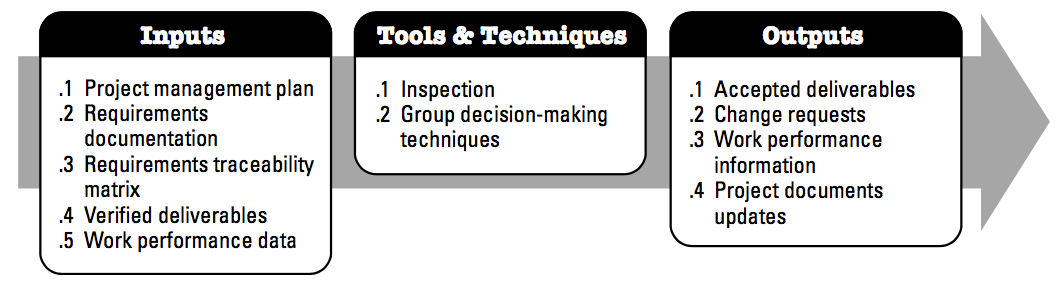 Inputs
.1 Project management plan
.2 Requirements
documentation
.3 Requirements traceability
matrix
.4 Verified deliverables
.5 Work performance data
Tools & Techniques
.1 Inspection
.2 Group decision-making
techniques
Outputs
.1 Accepted deliverables
.2 Change requests
.3 Work performance
information
.4 Project documents
updates